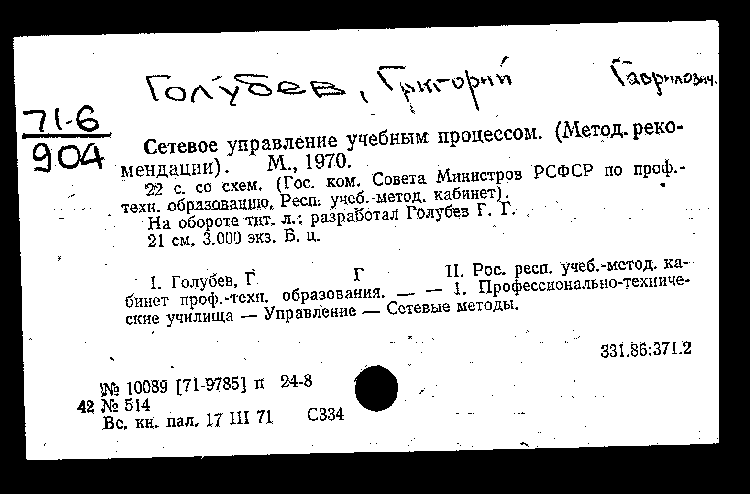 Голубев, Григорий Гаврилович.
71-6
904
Сетевое управление учебным процессом. (Метод. реко-
мендации). М., 1970.
22 с. со схем. (Гос. ком. Совета Министров РСФСР по проф.-
техн. образованию. Респ. учеб.-метод. кабинет).
На обороте тит. л.: разработал Голубев Г. Г.
21 см. 3.000 экз. Б. ц.
I. Голубев, Г Г II. Рос. респ. учеб.-метод. ка-
бинет проф.-техн. образования. — — 1. Профессионально-техниче-
ские училища — Управление — Сетевые методы.
331.86:371.2
№ 10039 [71-9785] п 24-8
42 № 514
Вс. кн. пал. 17 III 71 С334